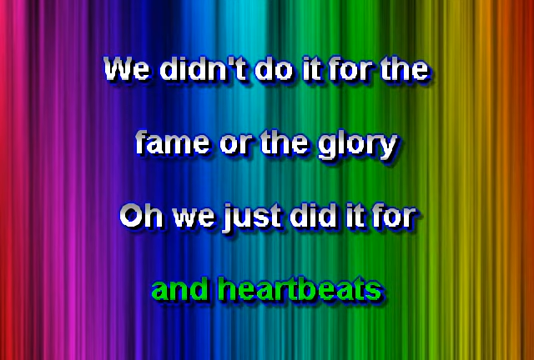 We didn't do it for the
fame or the glory
Oh we just did it for
and heartbeats